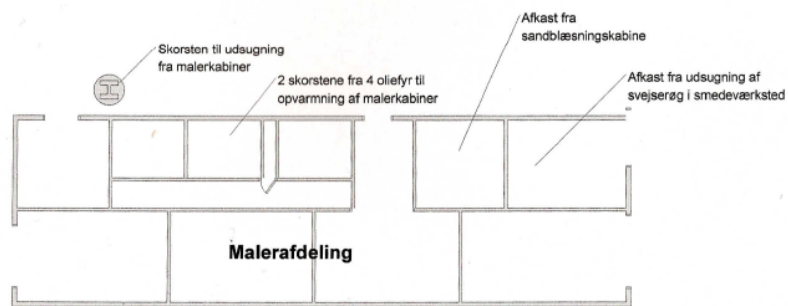 Afkast fra
sandblæsningskabine
Skorsten til udsugning
fra malerkabiner
2 skorstene fra 4 oliefyr til
opvarmning af malerkabiner
Afkast fra udsugning af
svejserøg i smedeværksted
Malerafdeling